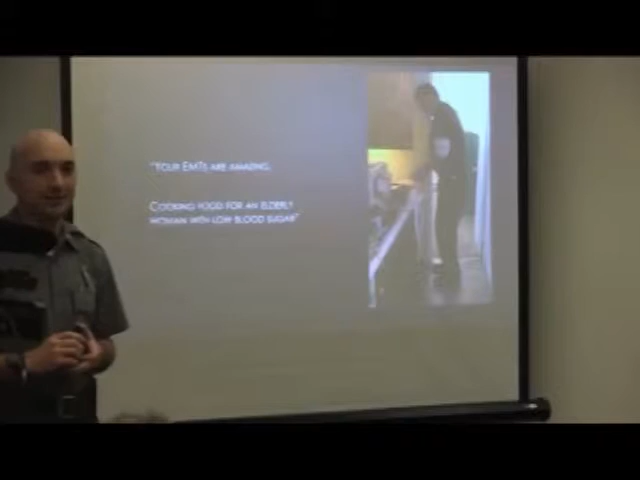 "Your EMTs are amazing.
Cooking food for an elderly
woman with low blood sugar"